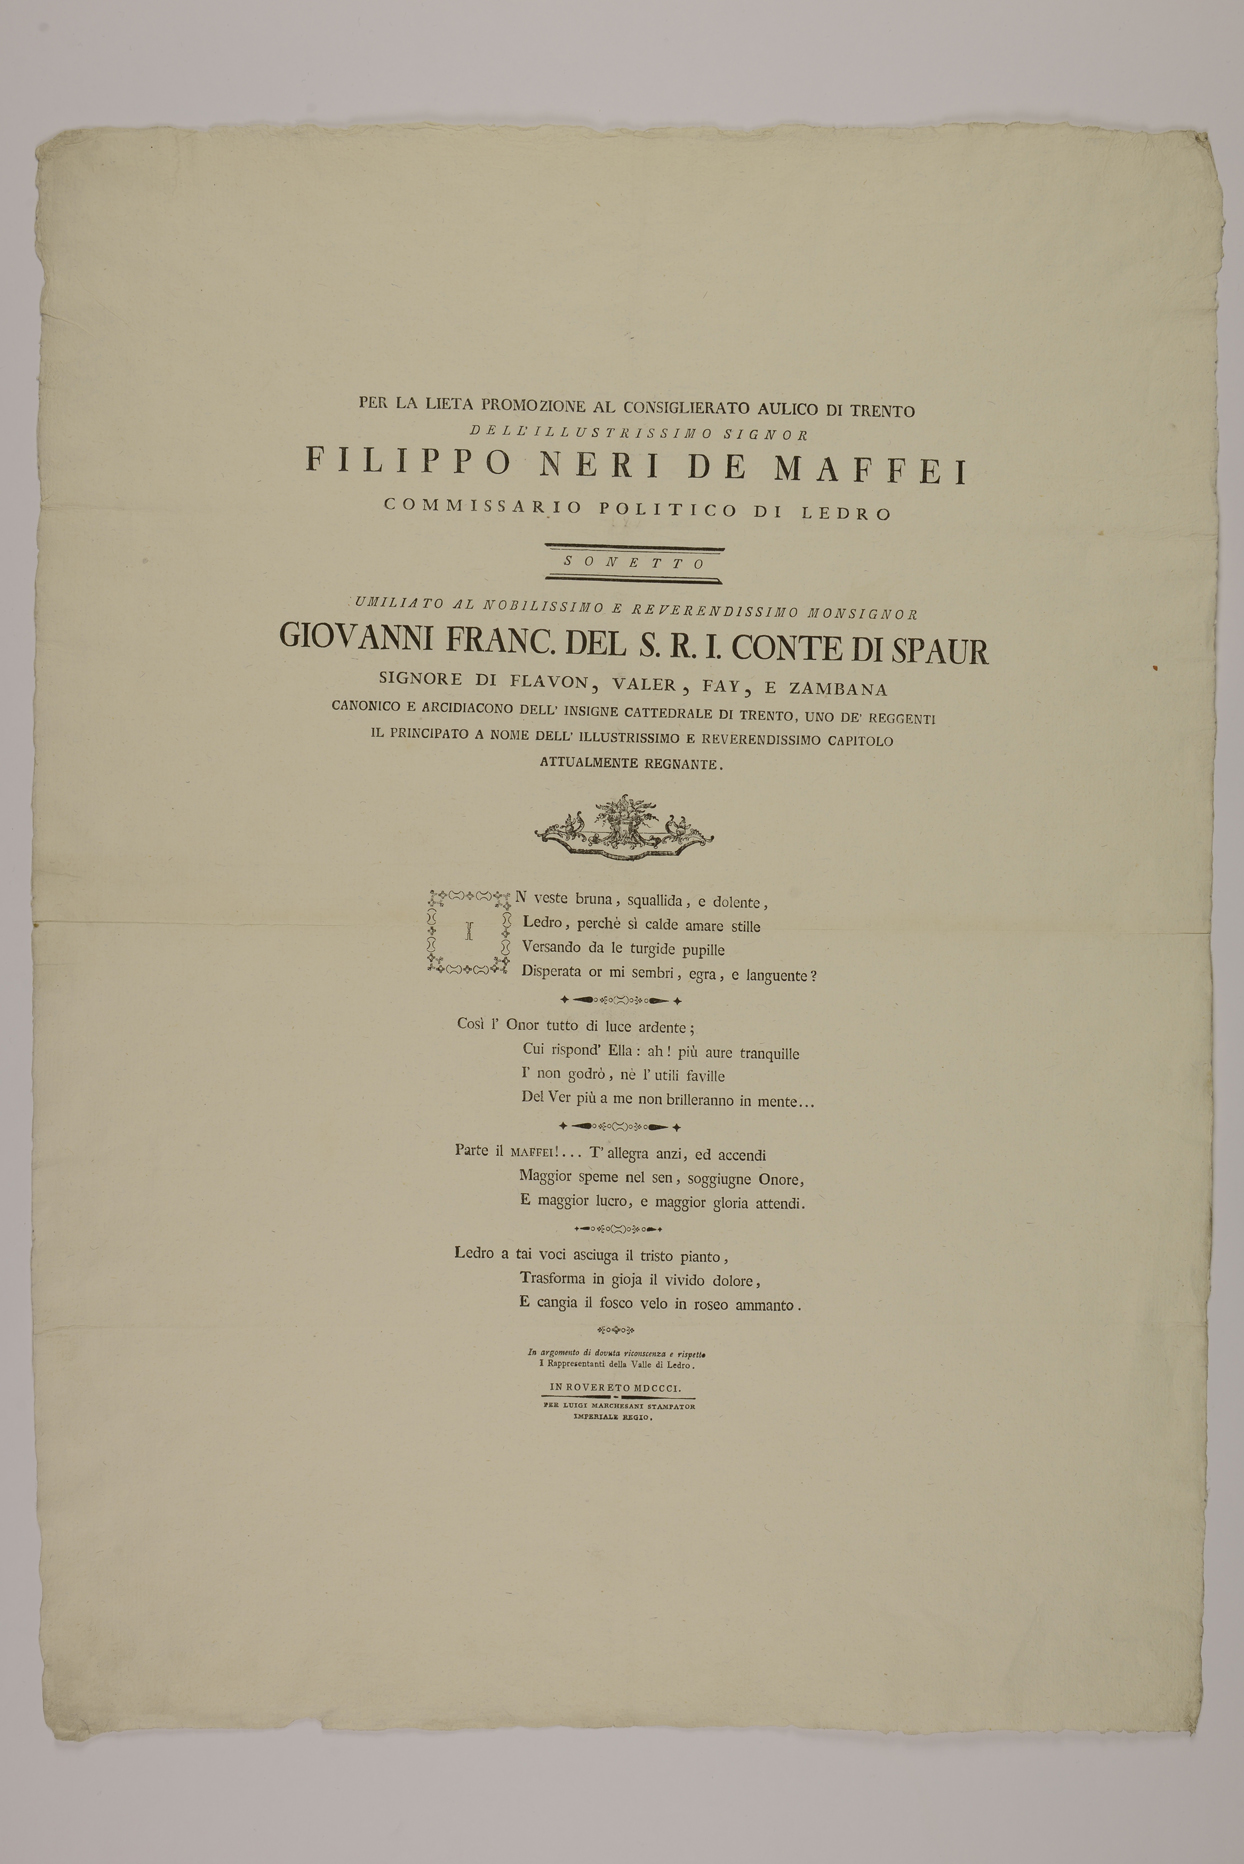 PER LA LIETA PROMOZIONE AL CONSIGLIERATO AULICO DI TRENTO
DELL'ILLUSTRISSIMO SIGNOR
FILIPPO NERI DE MAFFEI
COMMISSARIO POLITICO DI LEDRO
SONETTO
UMILIATO AL NOBILISSIMO E REVERENDISSIMO MONSIGNOR
GIOVANNI FRANC. DEL S. R. I. CONTE DI SPAUR
SIGNORE DI FLAVON, VALER, FAY, E ZAMBANA
CANONICO E ARCIDIACONO DELL' INSIGNE CATTEDRALE DI TRENTO, UNO DE' REGGENTI
IL PRINCIPATO A NOME DELL' ILLUSTRISSIMO E REVERENDISSIMO CAPITOLO
ATTUALMENTE REGNANTE.
IN veste bruna, squallida, e dolente,
Ledro, perchè sì calde amare stille
Versando da le turgide pupille
Disperata or mi sembri, egra, e languente?
Così l' Onor tutto di luce ardente;
Cui rispond' Ella: ah! più aure tranquille
I' non godrò, nè l' utili faville
Del Ver più a me non brilleranno in mente...
Parte il MAFFEI!... T' allegra anzi, ed accendi
Maggior speme nel sen, soggiugne Onore,
E maggior lucro, e maggior gloria attendi.
Ledro a tai voci asciuga il tristo pianto,
Trasforma in gioja il vivido dolore,
E cangia il fosco velo in roseo ammanto.
In argomento di dovuta riconscenza e rispetto
I Rappresentanti della Valle di Ledro.
IN ROVERETO MDCCCI.
PER LUIGI MARCHESANI STAMPATOR
IMPERIALE REGIO.